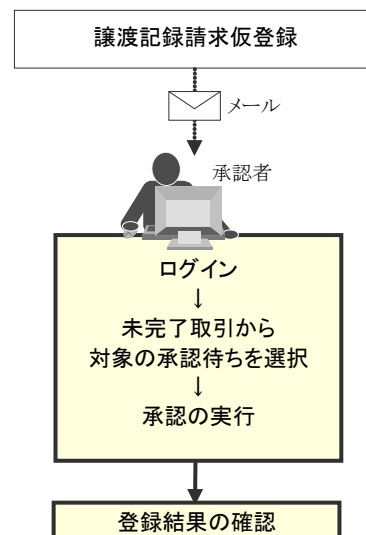 譲渡記録請求仮登録
メール
承認者
ログイン
↓
未完了取引から
対象の承認待ちを選択
↓
承認の実行
登録結果の確認